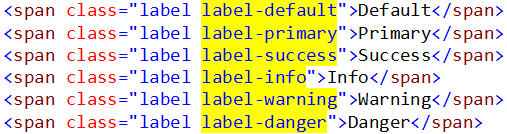 <span class="label label-default">Default</span>
<span class="label label-primary">Primary</span>
<span class="label label-success">Success</span>
<span class="label label-info">Info</span>
<span class="label label-warning">Warning</span>
<span class="label label-danger">Danger</span>